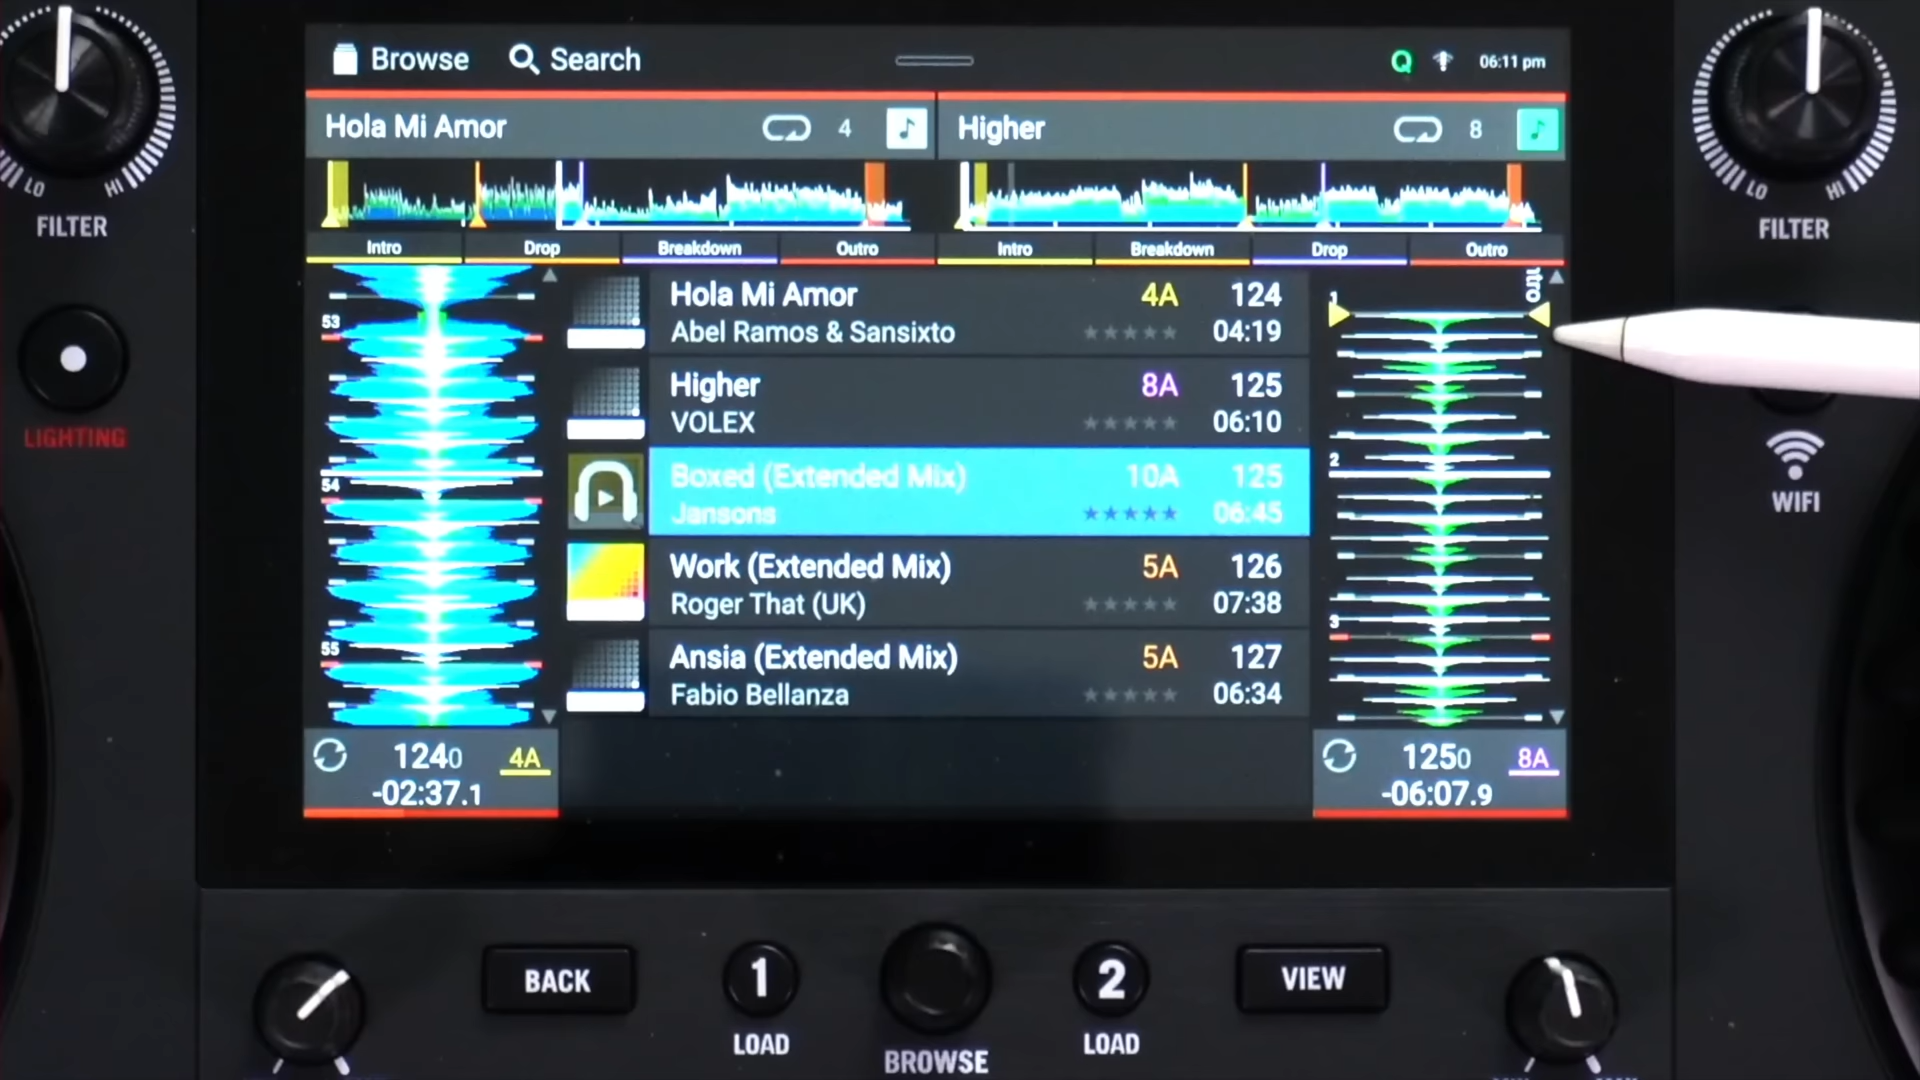 Browse Search Q 06:11 pm
Hola Mi Amor 4 Higher 8
Intro Drop Breakdown Outro Intro Breakdown Drop Outro
Hola Mi Amor 4A 124
Abel Ramos & Sansixto 04:19
Higher 8A 125
VOLEX 06:10
Boxed (Extended Mix) 10A 125
Jansons 06:45
Work (Extended Mix) 5A 126
Roger That (UK) 07:38
Ansia (Extended Mix) 5A 127
Fabio Bellanza 06:34
53
54
55
1
2
3
1240 4A
-02:37.1
1250 8A
-06:07.9
LO HI
FILTER
LIGHTING
LO HI
FILTER
WIFI
BACK 1 2 VIEW
LOAD BROWSE LOAD